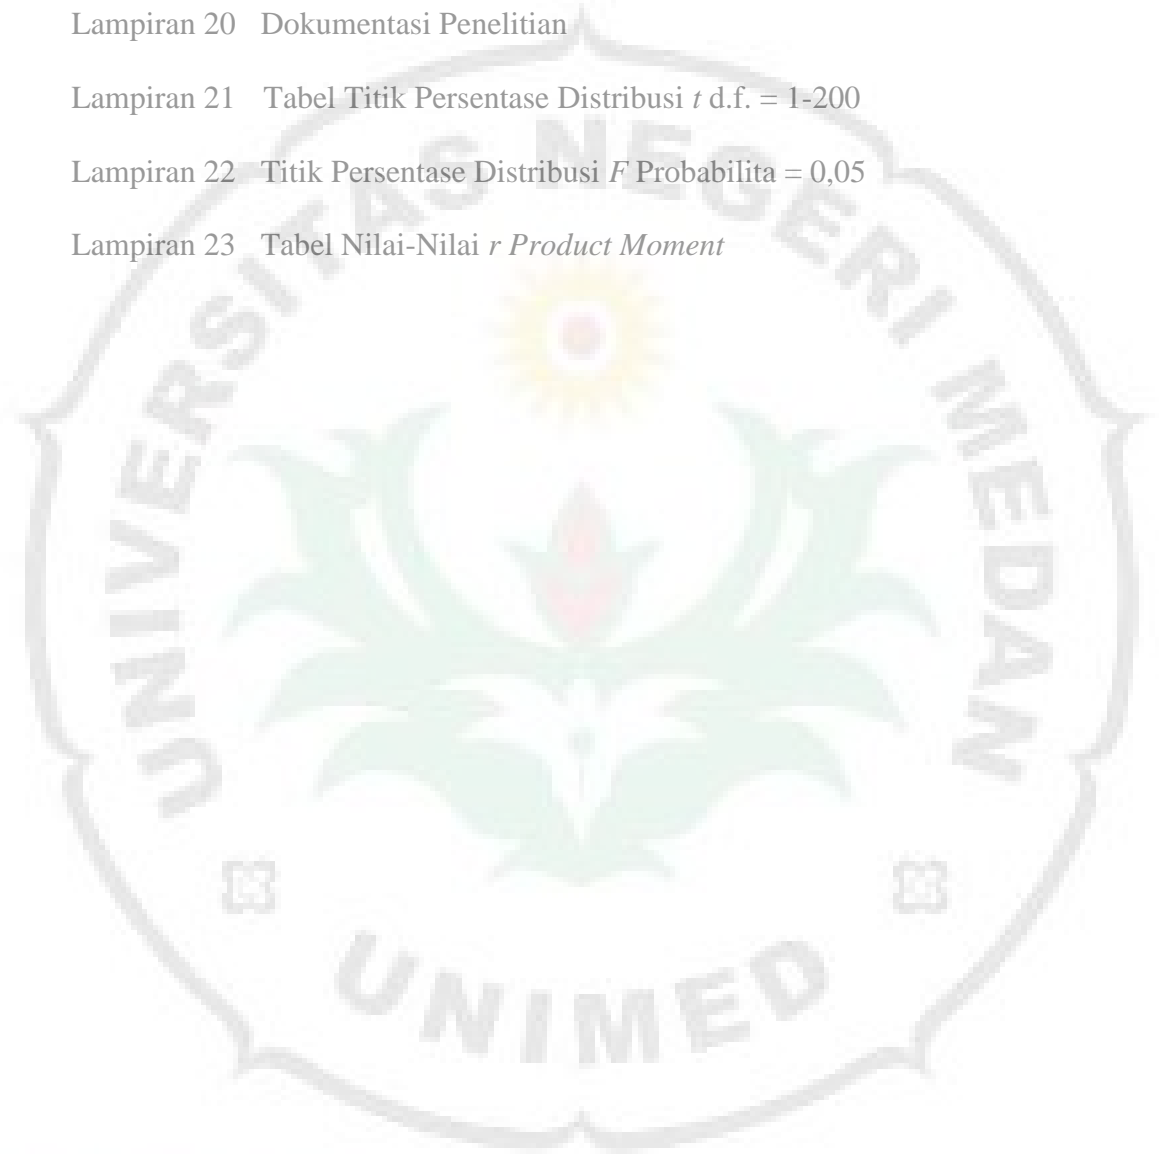 Lampiran 20 Dokumentasi Penelitian
Lampiran 21 Tabel Titik Persentase Distribusi t d.f. = 1-200
Lampiran 22 Titik Persentase Distribusi F Probabilita = 0,05
Lampiran 23 Tabel Nilai-Nilai r Product Moment
UNIVERSITAS NEGERI MEDAN
UNIMED